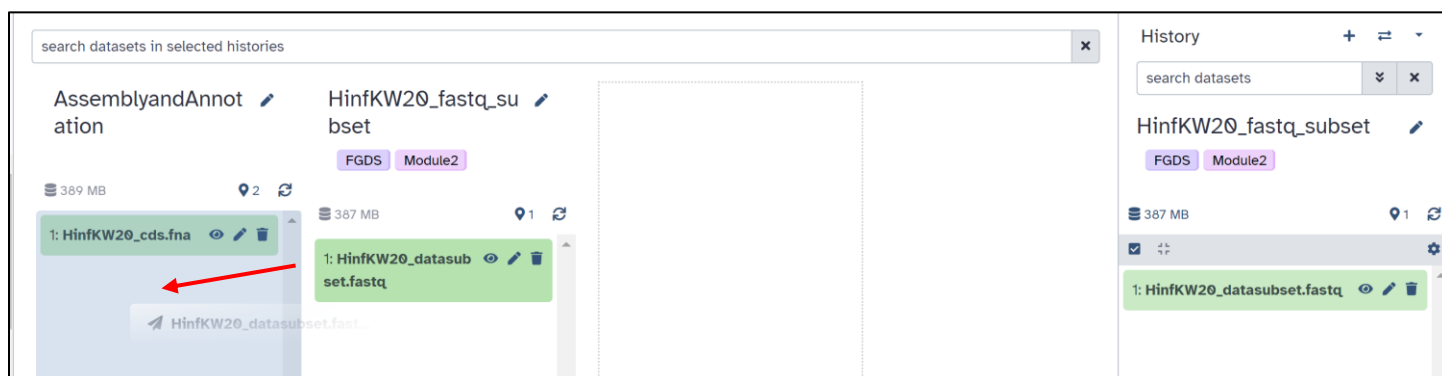 search datasets in selected histories
AssemblyandAnnot
ation
389 MB
2
1: HinfKW20_cds.fna
HinfKW20_datasubset.fast...
HinfKW20_fastq_su
bset
FGDS Module2
387 MB
1
1: HinfKW20_datasub
set.fastq
History
search datasets
HinfKW20_fastq_subset
FGDS Module2
387 MB
1
1: HinfKW20_datasubset.fastq